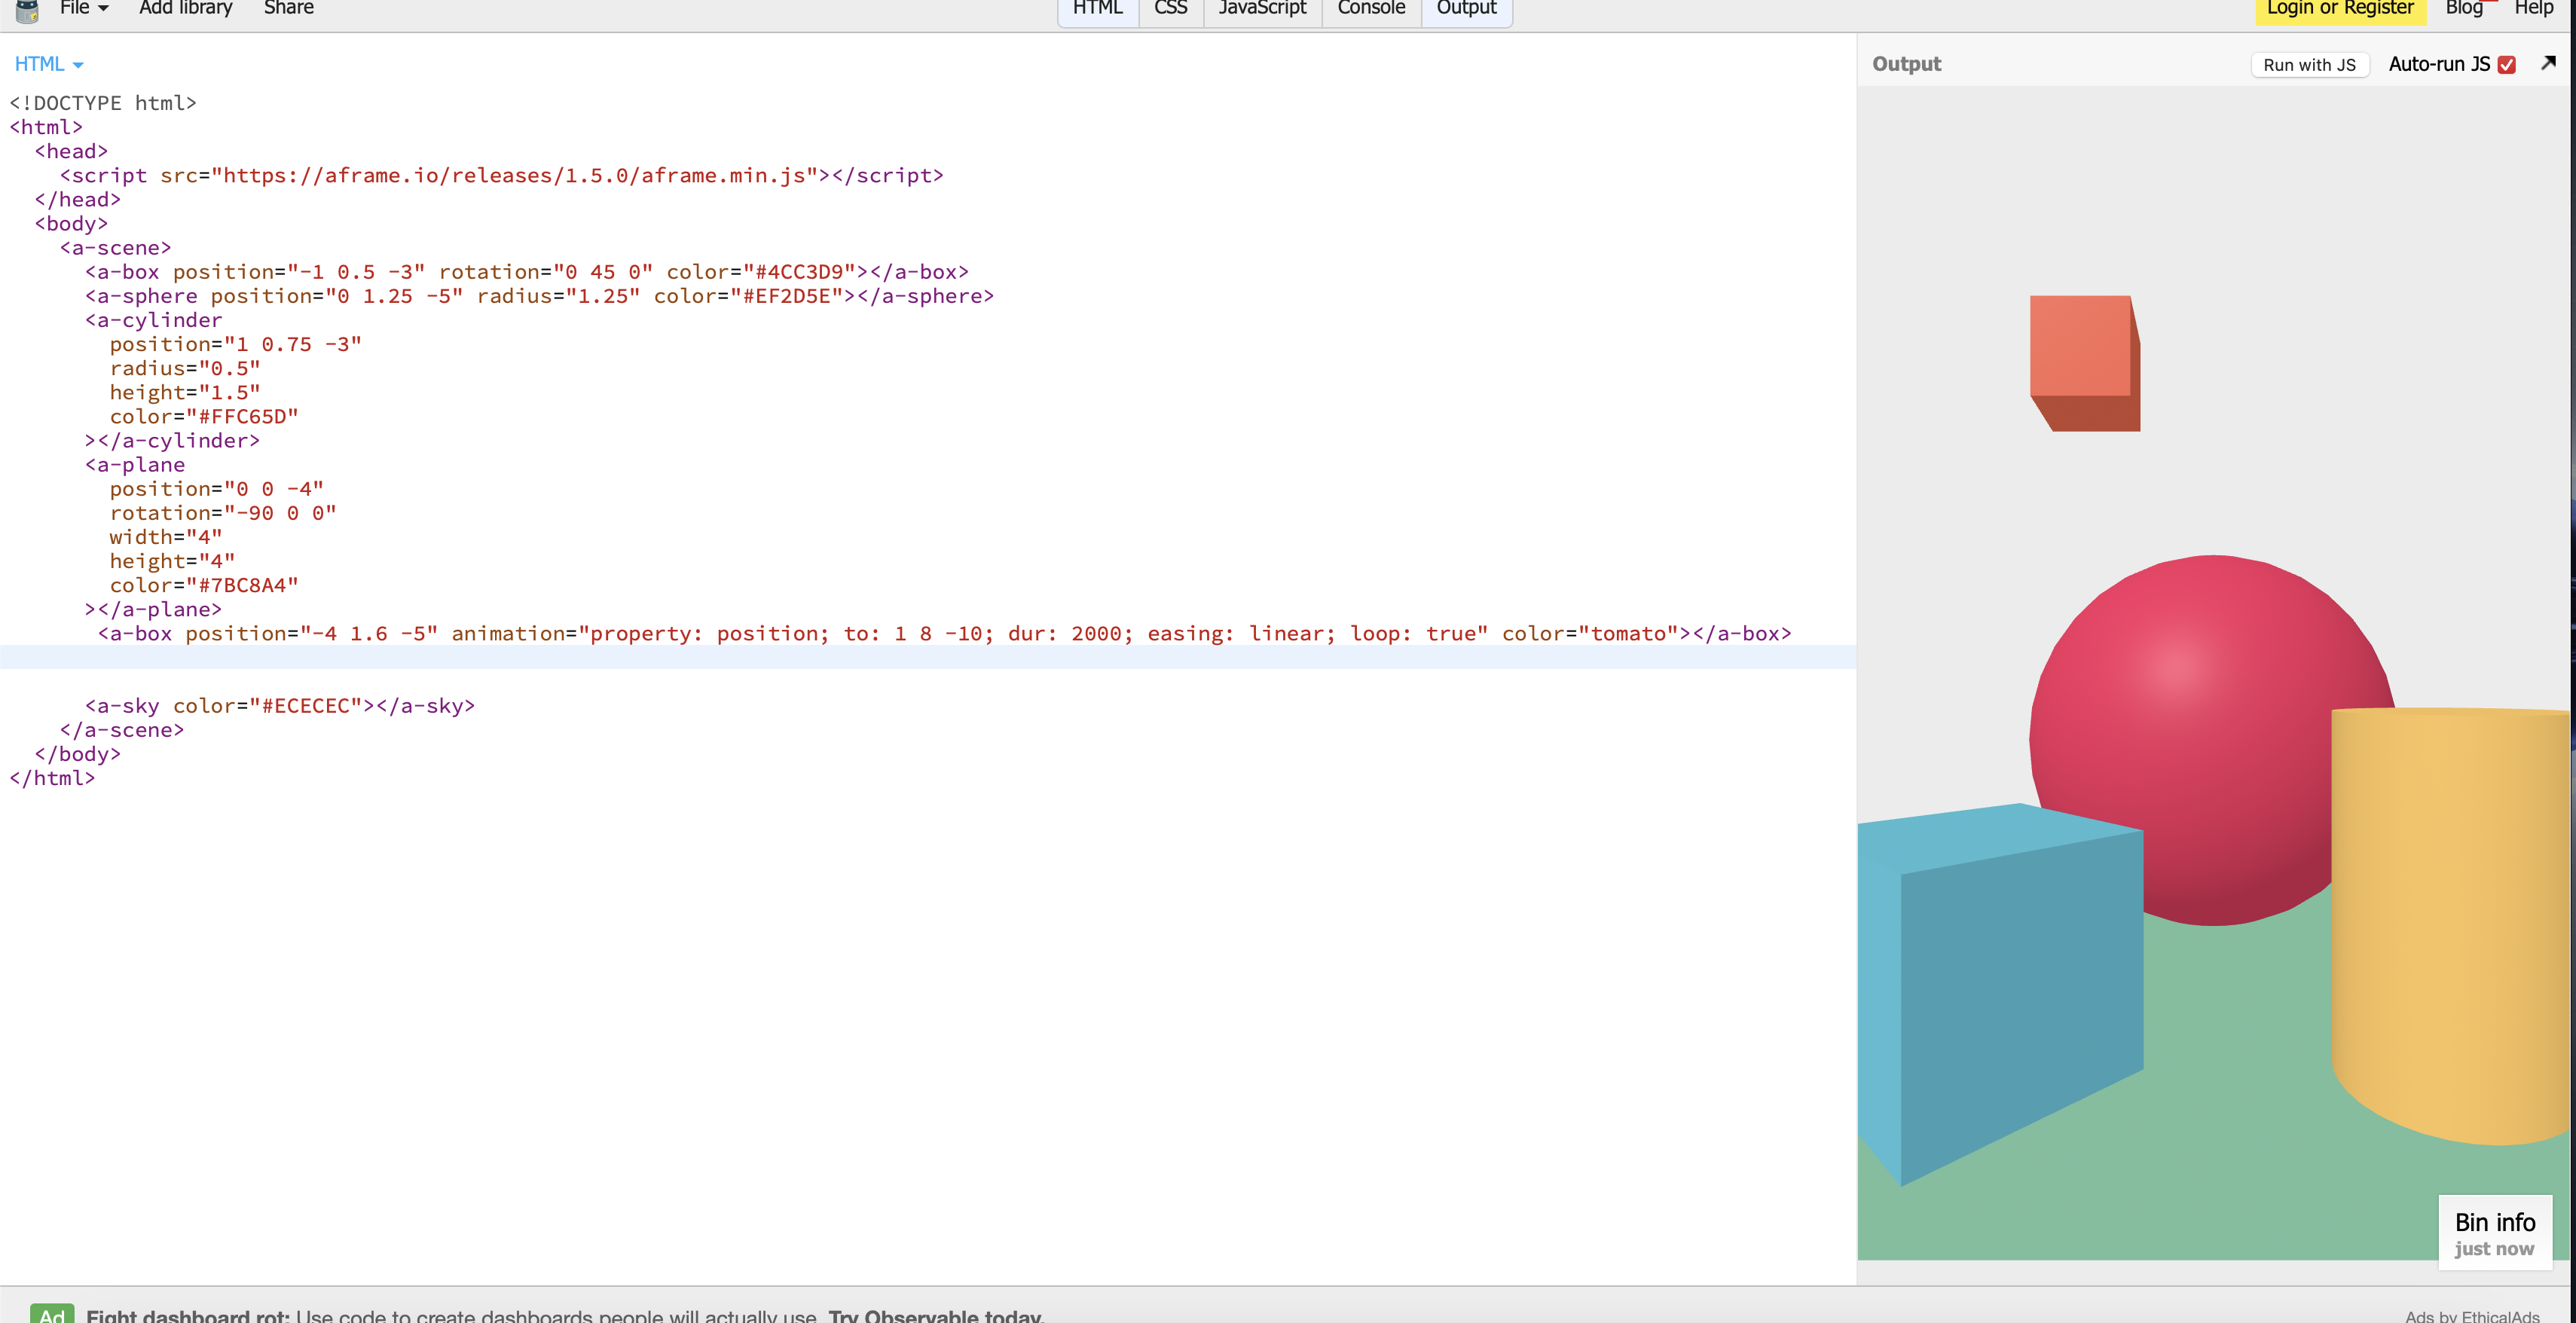 File Add library Share HTML CSS JavaScript Console Output Login or Register Blog Help
HTML
Output Run with JS Auto-run JS
<!DOCTYPE html>
<html>
  <head>
    <script src="https://aframe.io/releases/1.5.0/aframe.min.js"></script>
  </head>
  <body>
    <a-scene>
      <a-box position="-1 0.5 -3" rotation="0 45 0" color="#4CC3D9"></a-box>
      <a-sphere position="0 1.25 -5" radius="1.25" color="#EF2D5E"></a-sphere>
      <a-cylinder
        position="1 0.75 -3"
        radius="0.5"
        height="1.5"
        color="#FFC65D"
      ></a-cylinder>
      <a-plane
        position="0 0 -4"
        rotation="-90 0 0"
        width="4"
        height="4"
        color="#7BC8A4"
      ></a-plane>
       <a-box position="-4 1.6 -5" animation="property: position; to: 1 8 -10; dur: 2000; easing: linear; loop: true" color="tomato"></a-box>
      <a-sky color="#ECECEC"></a-sky>
    </a-scene>
  </body>
</html>
Bin info
just now
Ad Fight dashboard rot: Use code to create dashboards people will actually use. Try Observable today.
Ads by EthicalAds